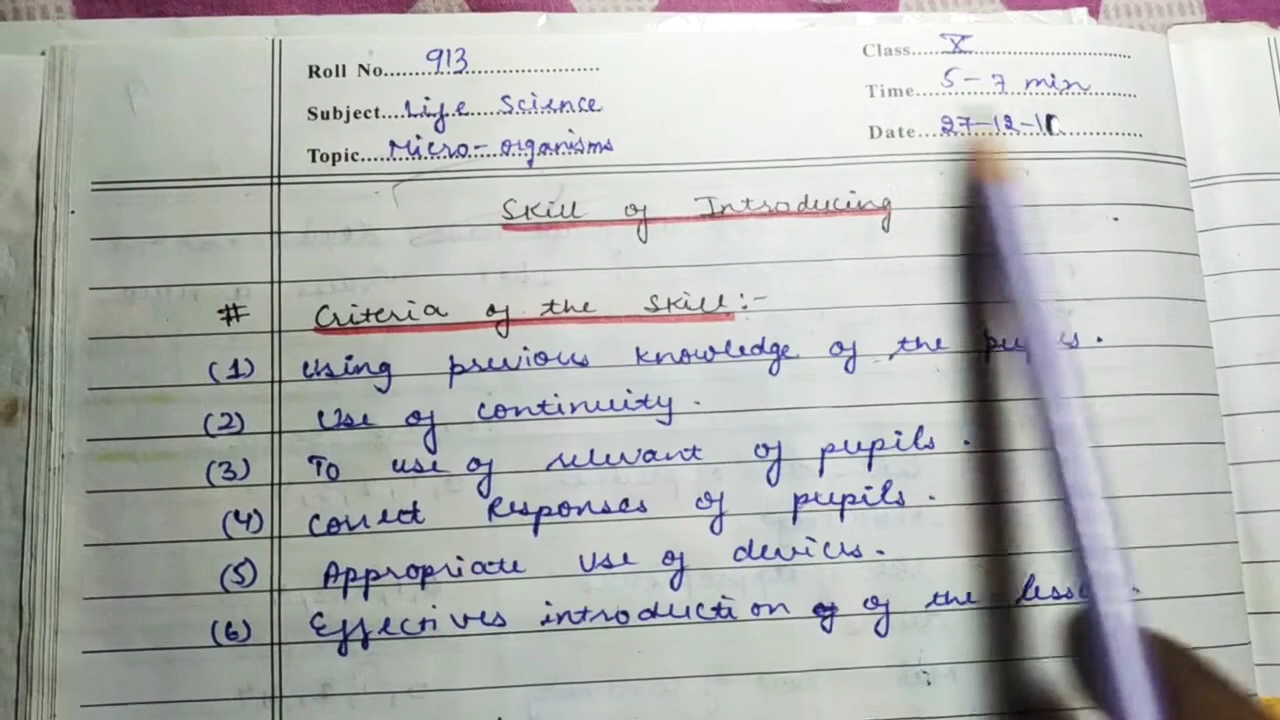 Roll No. 913
Class X
Subject Life Science
Time 5-7 min
Topic Micro-organisms
Date 27-12-
Skill of Introducing
# Criteria of the Skill:-
(1) Using previous knowledge of the
(2) Use of continuity.
(3) To use of relevant of pupils.
(4) Correct Responses of pupils.
(5) Appropriate use of devices.
(6) Effectives introduction of of the